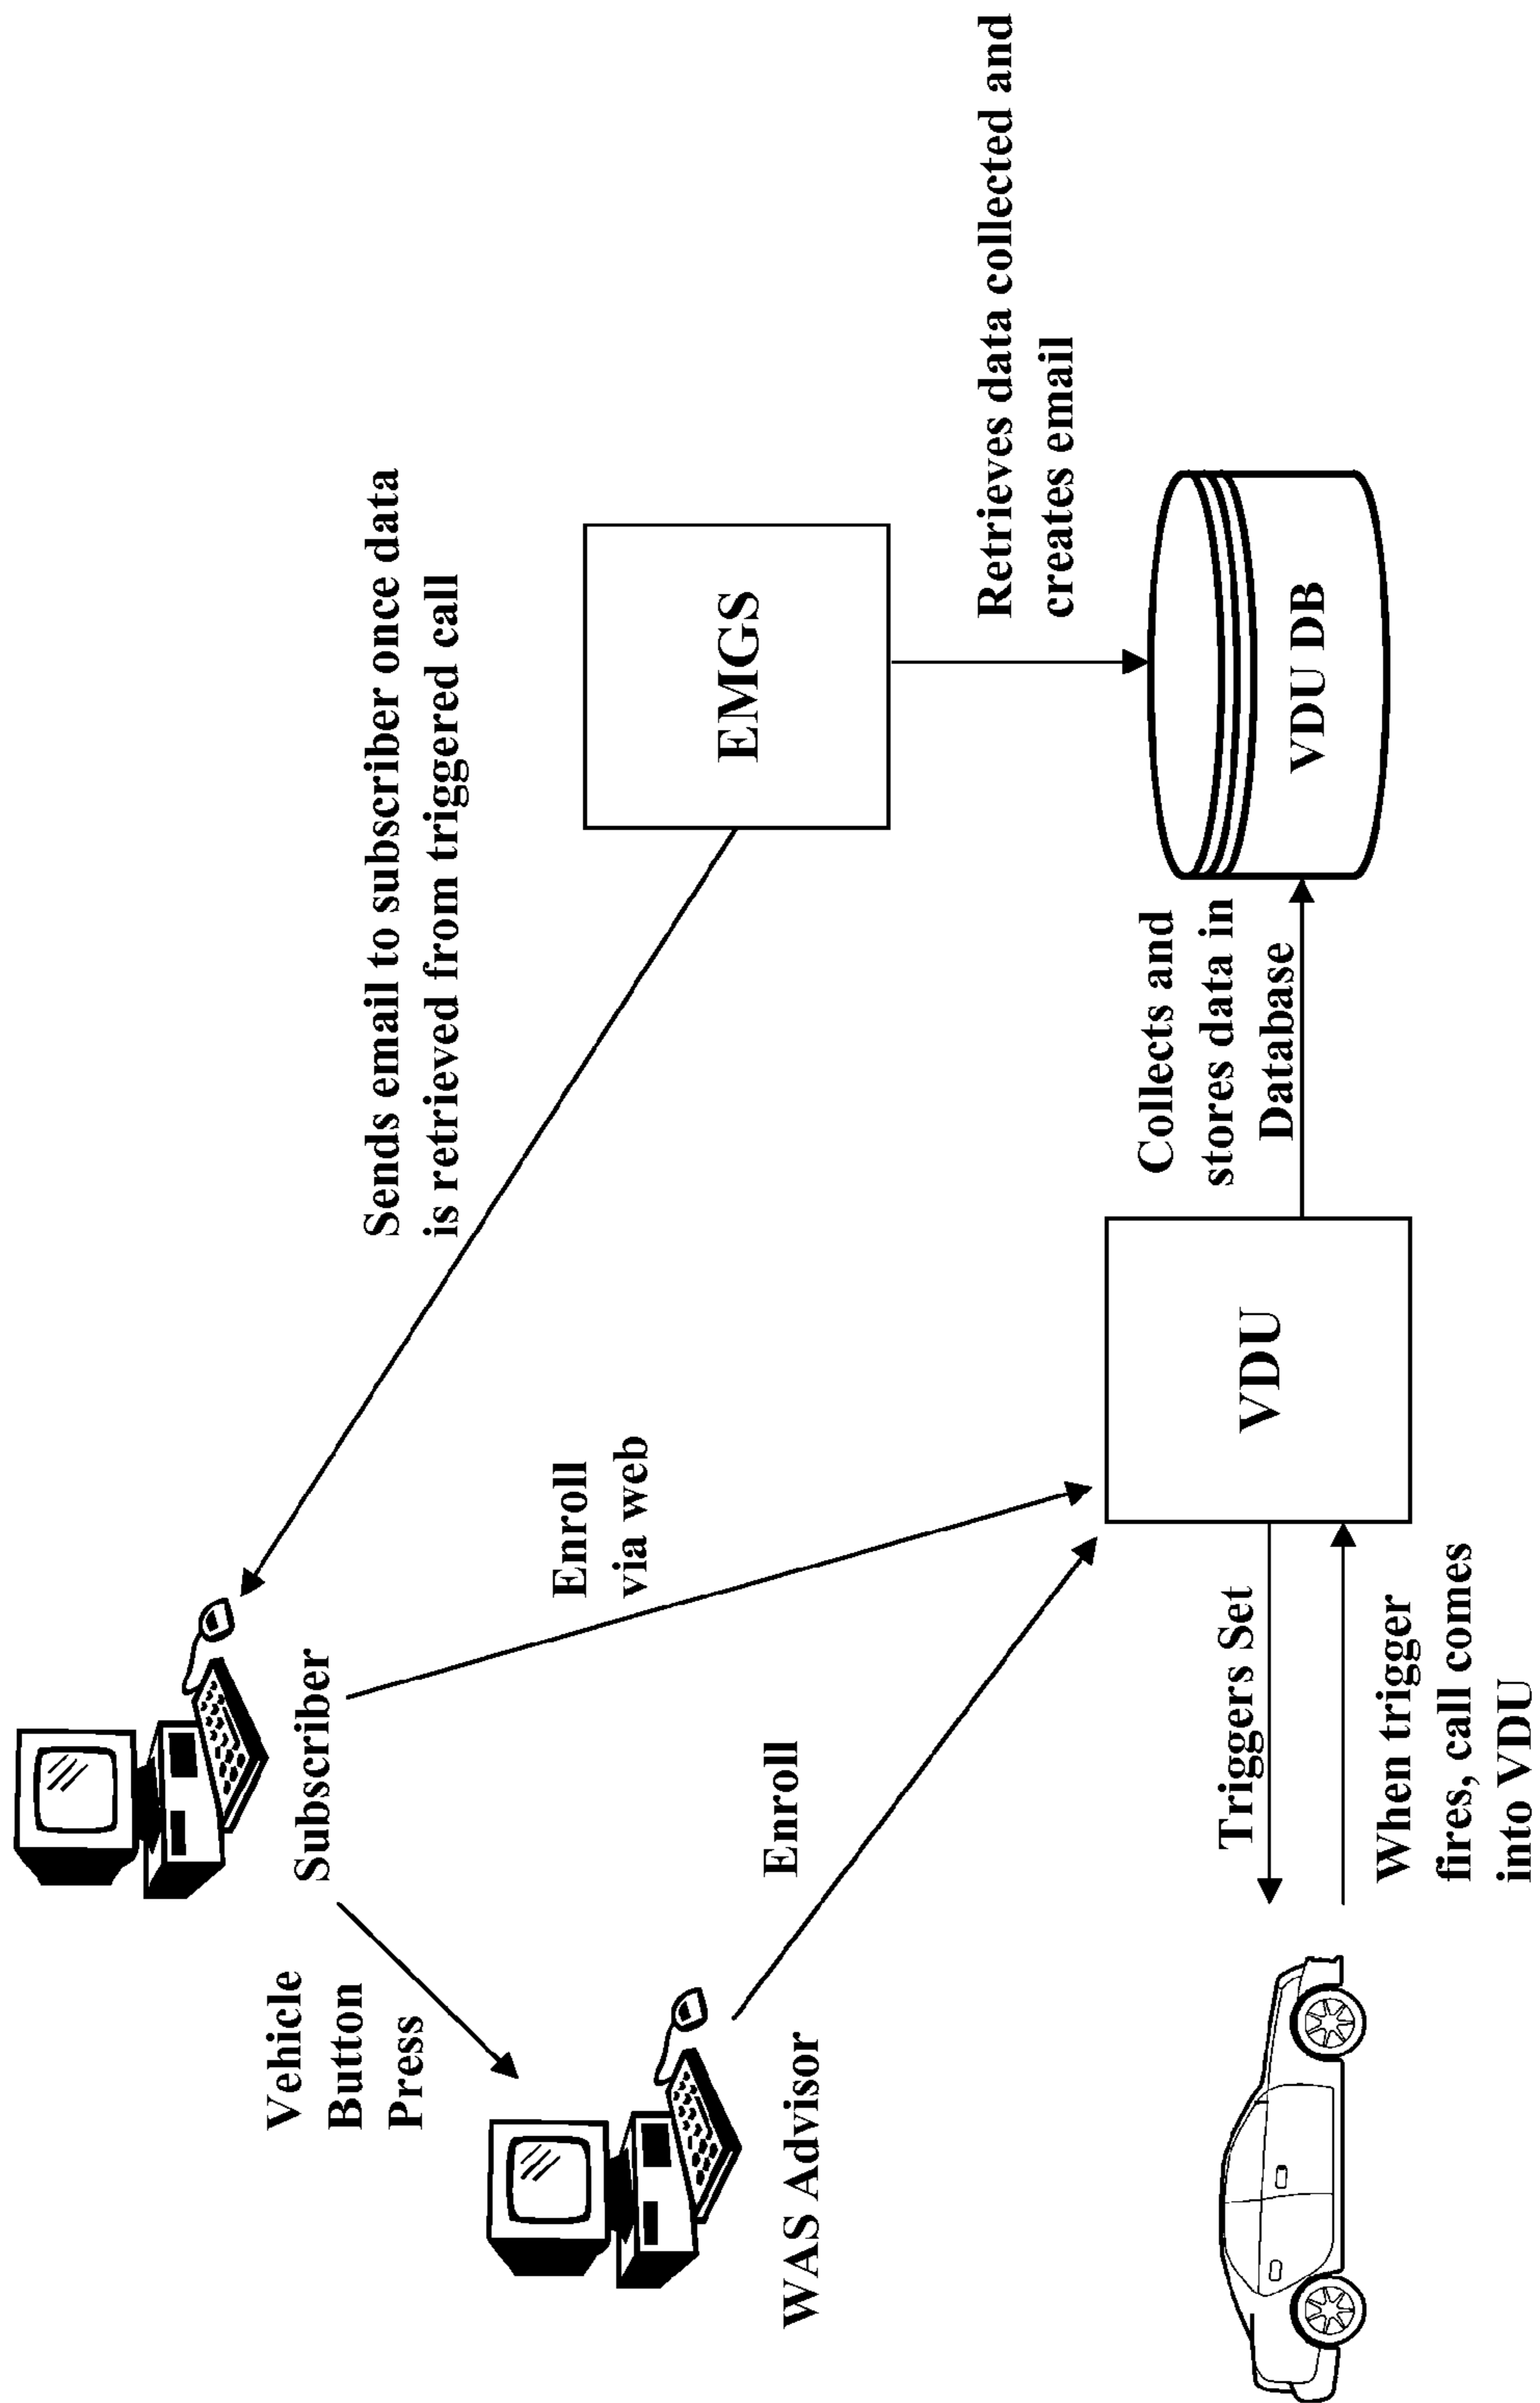 Vehicle
Button
Press
Subscriber
Sends email to subscriber once data
is retrieved from triggered call
WAS Advisor
Enroll
Enroll
via web
EMGS
Retrieves data collected and
creates email
Triggers Set
When trigger
fires, call comes
into VDU
VDU
Collects and
stores data in
Database
VDU DB